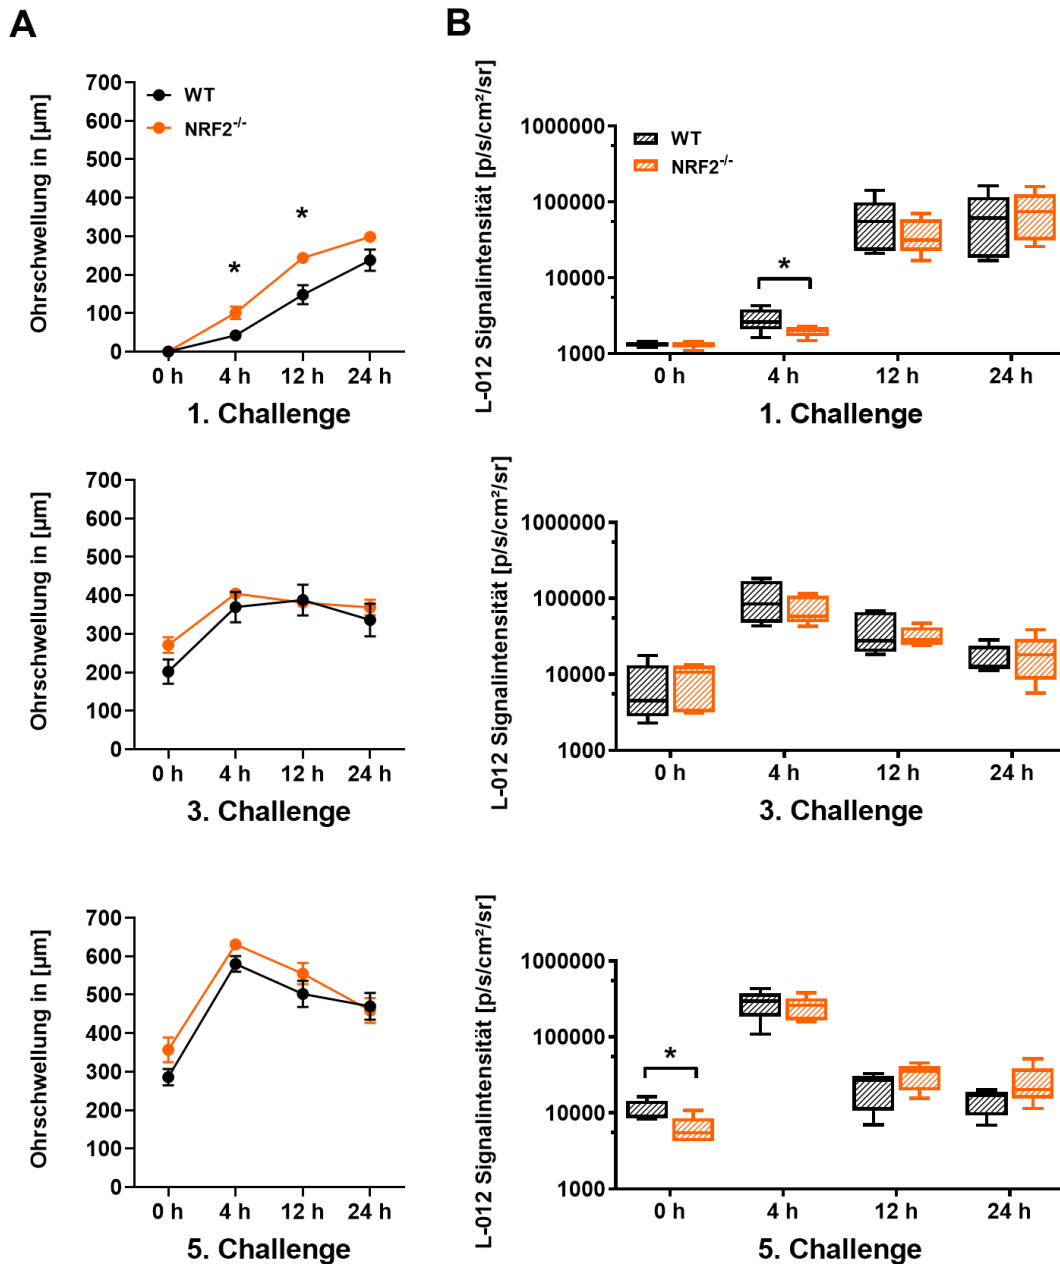 A
B
Ohrschwellung in [µm]
700
600
500
400
300
200
100
0
WT
NRF2-/-
*
*
0 h 4 h 12 h 24 h
1. Challenge
L-012 Signalintensität [p/s/cm²/sr]
1000000
100000
10000
1000
WT
NRF2-/-
*
0 h 4 h 12 h 24 h
1. Challenge
Ohrschwellung in [µm]
700
600
500
400
300
200
100
0
0 h 4 h 12 h 24 h
3. Challenge
L-012 Signalintensität [p/s/cm²/sr]
1000000
100000
10000
1000
0 h 4 h 12 h 24 h
3. Challenge
Ohrschwellung in [µm]
700
600
500
400
300
200
100
0
0 h 4 h 12 h 24 h
5. Challenge
L-012 Signalintensität [p/s/cm²/sr]
1000000
100000
10000
1000
*
0 h 4 h 12 h 24 h
5. Challenge